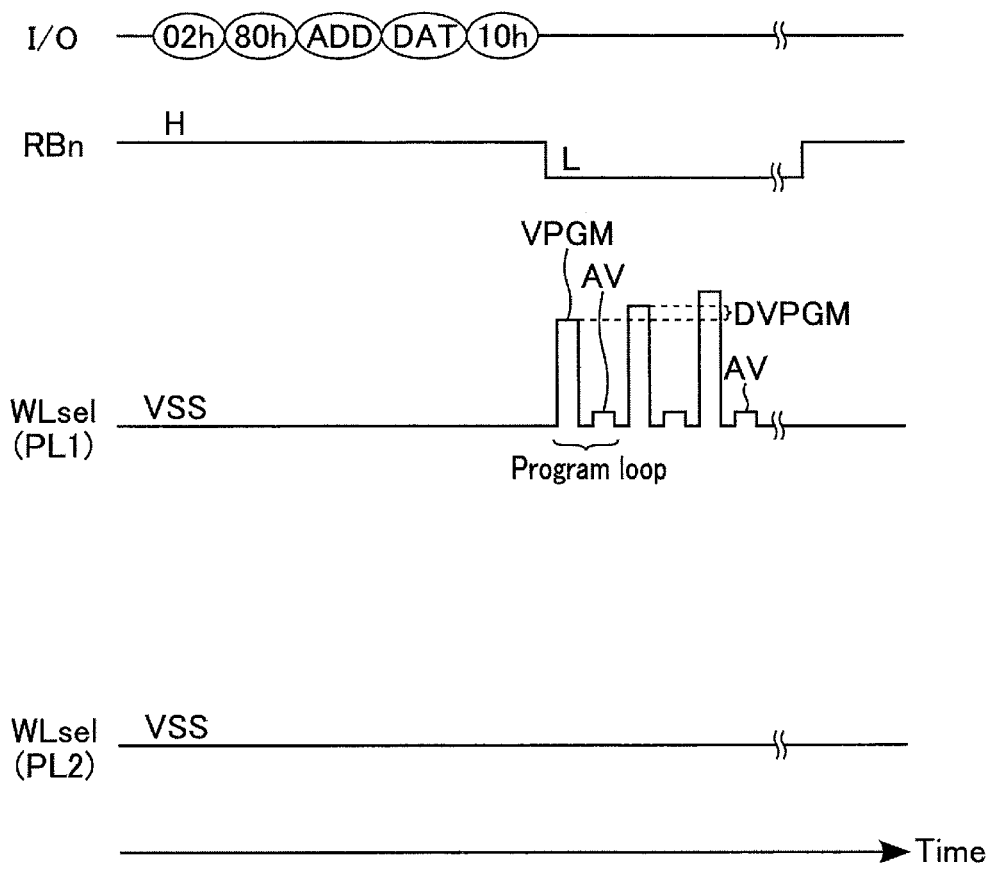 I/O 02h 80h ADD DAT 10h
RBn H L
VPGM
AV
DVPGM
AV
WLsel (PL1) VSS
Program loop
WLsel (PL2) VSS
Time